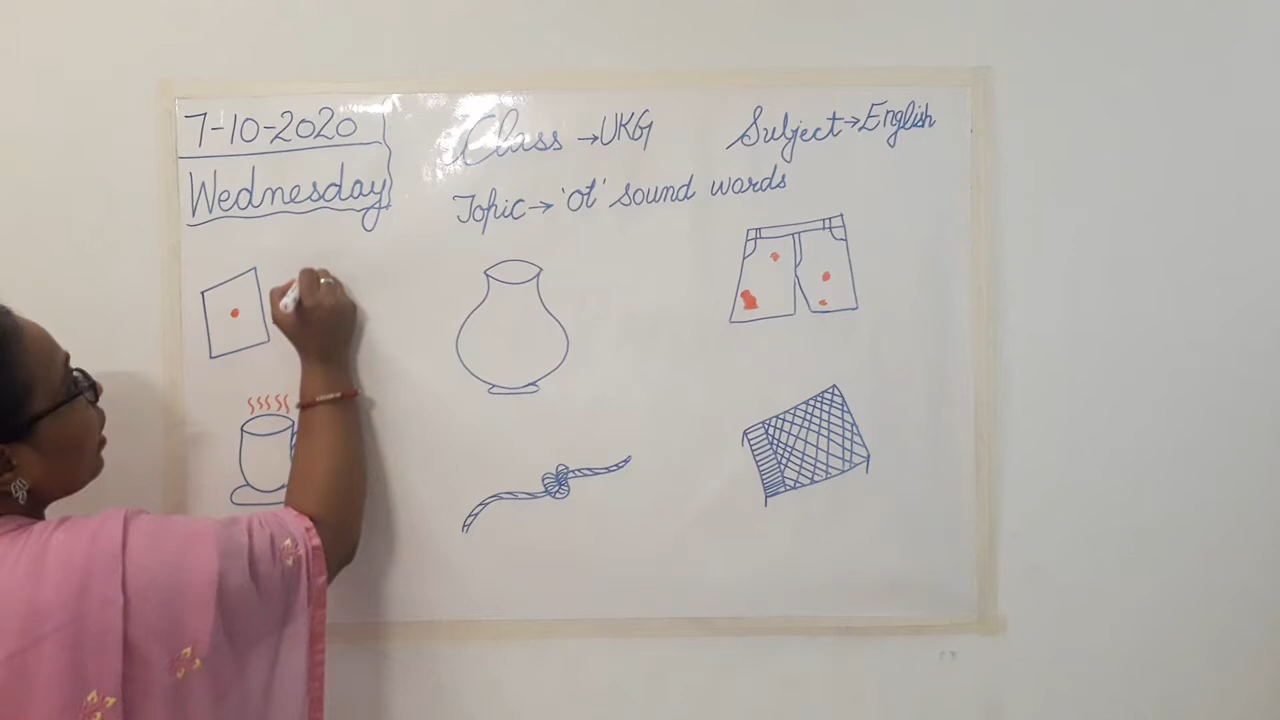 7-10-2020
Wednesday
Class → UKG
Subject → English
Topic → 'ot' sound words